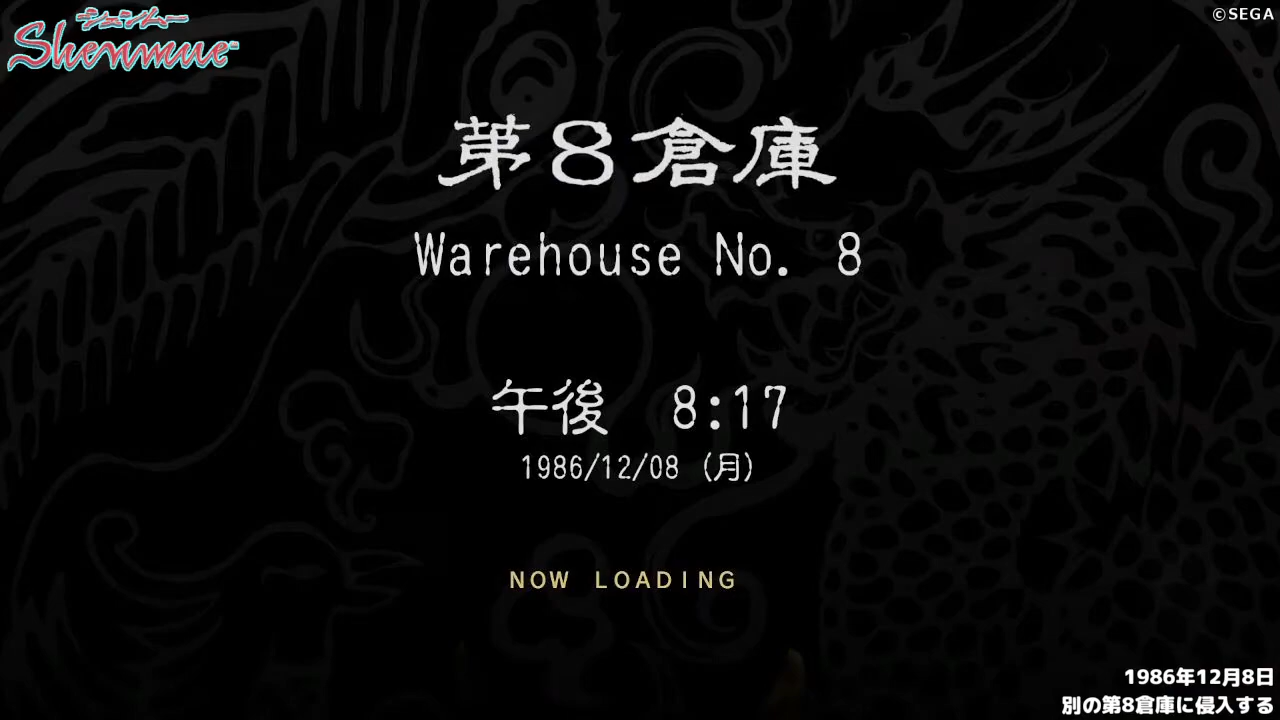 シェンムー
Shenmue
©SEGA
第8倉庫
Warehouse No. 8
午後 8:17
1986/12/08 (月)
NOW LOADING
1986年12月8日
別の第8倉庫に侵入する